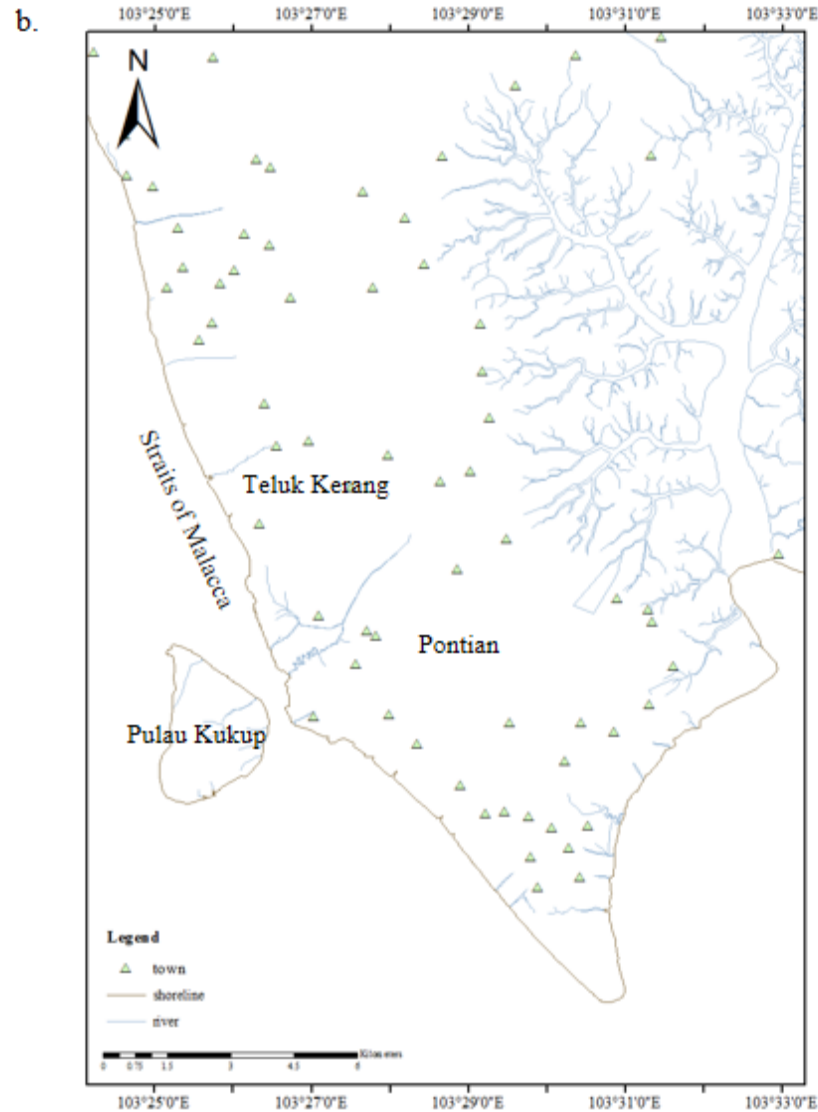 b.
103°25'0"E 103°27'0"E 103°29'0"E 103°31'0"E 103°33'0"E
N
Straits of Malacca
Teluk Kerang
Pontian
Pulau Kukup
Legend
town
shoreline
river
0 0.75 1.5 3 4.5 6
103°25'0"E 103°27'0"E 103°29'0"E 103°31'0"E 103°33'0"E